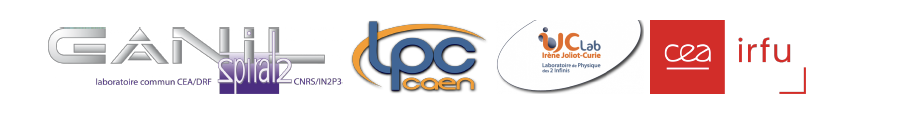 GANIL
spiral2
laboratoire commun CEA/DRF
CNRS/IN2P3
lpc
caen
iJCLab
Irène Joliot-Curie
Laboratoire de Physique
des 2 Infinis
cea
irfu